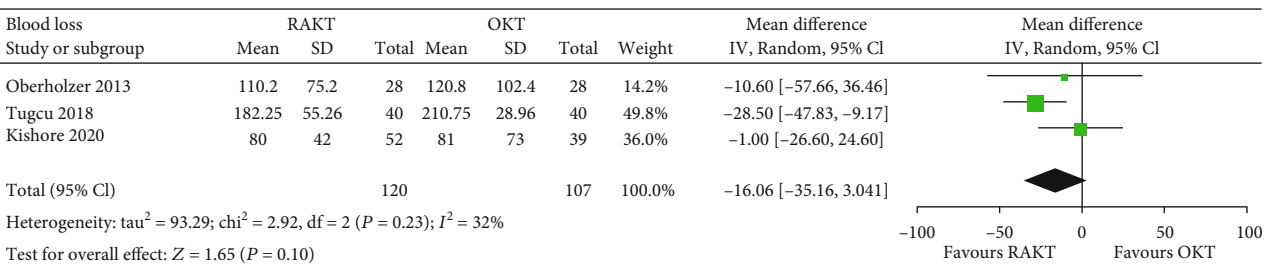 Blood loss RAKT OKT Mean difference Mean difference
Study or subgroup Mean SD Total Mean SD Total Weight IV, Random, 95% Cl IV, Random, 95% Cl
Oberholzer 2013 110.2 75.2 28 120.8 102.4 28 14.2% –10.60 [–57.66, 36.46]
Tugcu 2018 182.25 55.26 40 210.75 28.96 40 49.8% –28.50 [–47.83, –9.17]
Kishore 2020 80 42 52 81 73 39 36.0% –1.00 [–26.60, 24.60]
Total (95% Cl) 120 107 100.0% –16.06 [–35.16, 3.041]
Heterogeneity: tau² = 93.29; chi² = 2.92, df = 2 (P = 0.23); I² = 32%
Test for overall effect: Z = 1.65 (P = 0.10)
–100 –50 0 50 100
Favours RAKT Favours OKT